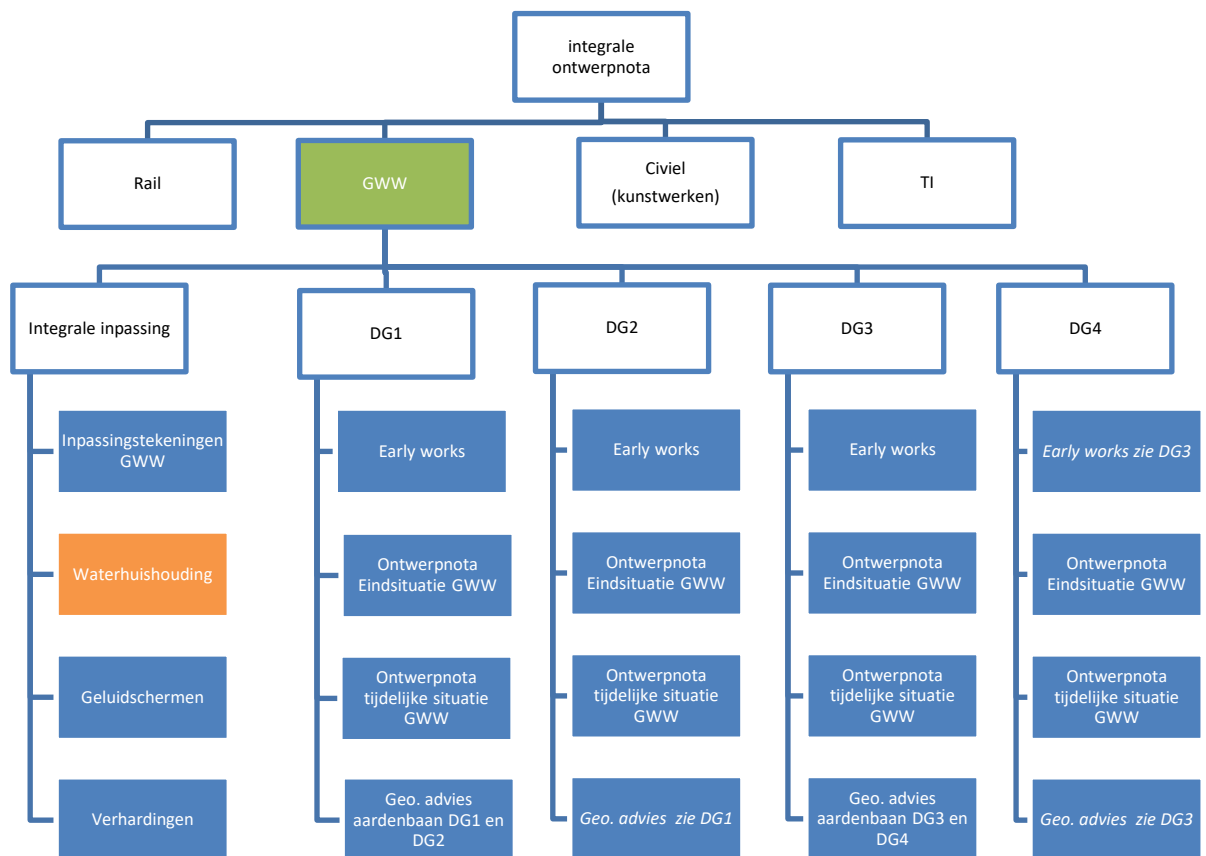 integrale
ontwerpnota
Rail
GWW
Civiel
(kunstwerken)
TI
Integrale inpassing
DG1
DG2
DG3
DG4
Inpassingstekeningen
GWW
Early works
Early works
Early works
Early works zie DG3
Waterhuishouding
Ontwerpnota
Eindsituatie GWW
Ontwerpnota
Eindsituatie GWW
Ontwerpnota
Eindsituatie GWW
Ontwerpnota
Eindsituatie GWW
Geluidschermen
Ontwerpnota
tijdelijke situatie
GWW
Ontwerpnota
tijdelijke situatie
GWW
Ontwerpnota
tijdelijke situatie
GWW
Ontwerpnota
tijdelijke situatie
GWW
Verhardingen
Geo. advies
aardenbaan DG1 en
DG2
Geo. advies zie DG1
Geo. advies
aardenbaan DG3 en
DG4
Geo. advies zie DG3